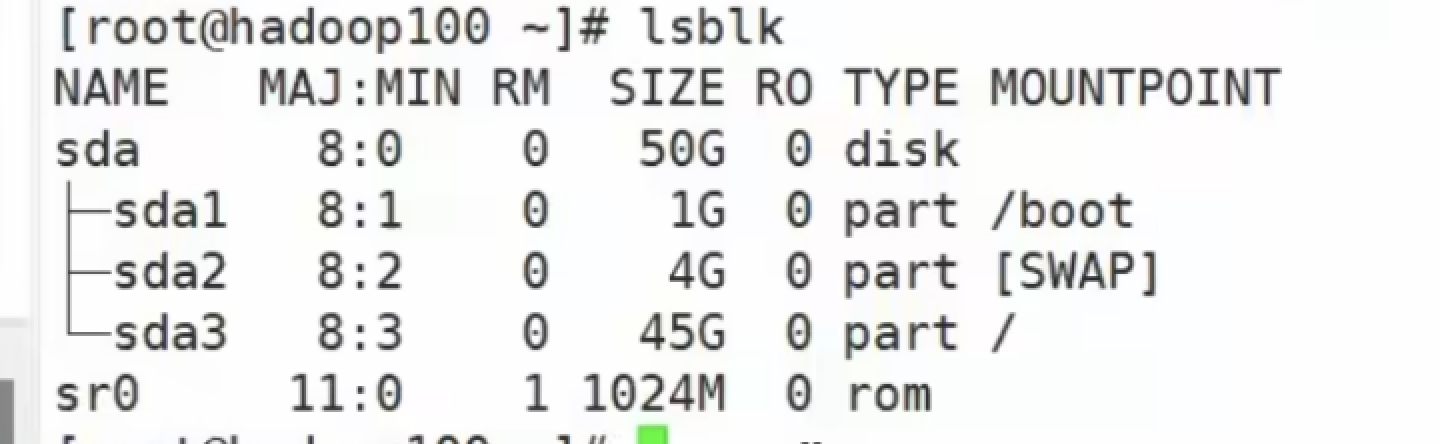 [root@hadoop100 ~]# lsblk
NAME   MAJ:MIN RM  SIZE RO TYPE MOUNTPOINT
sda      8:0    0   50G  0 disk
├─sda1   8:1    0    1G  0 part /boot
├─sda2   8:2    0    4G  0 part [SWAP]
└─sda3   8:3    0   45G  0 part /
sr0     11:0    1 1024M  0 rom
[root@hadoop100 ~]#